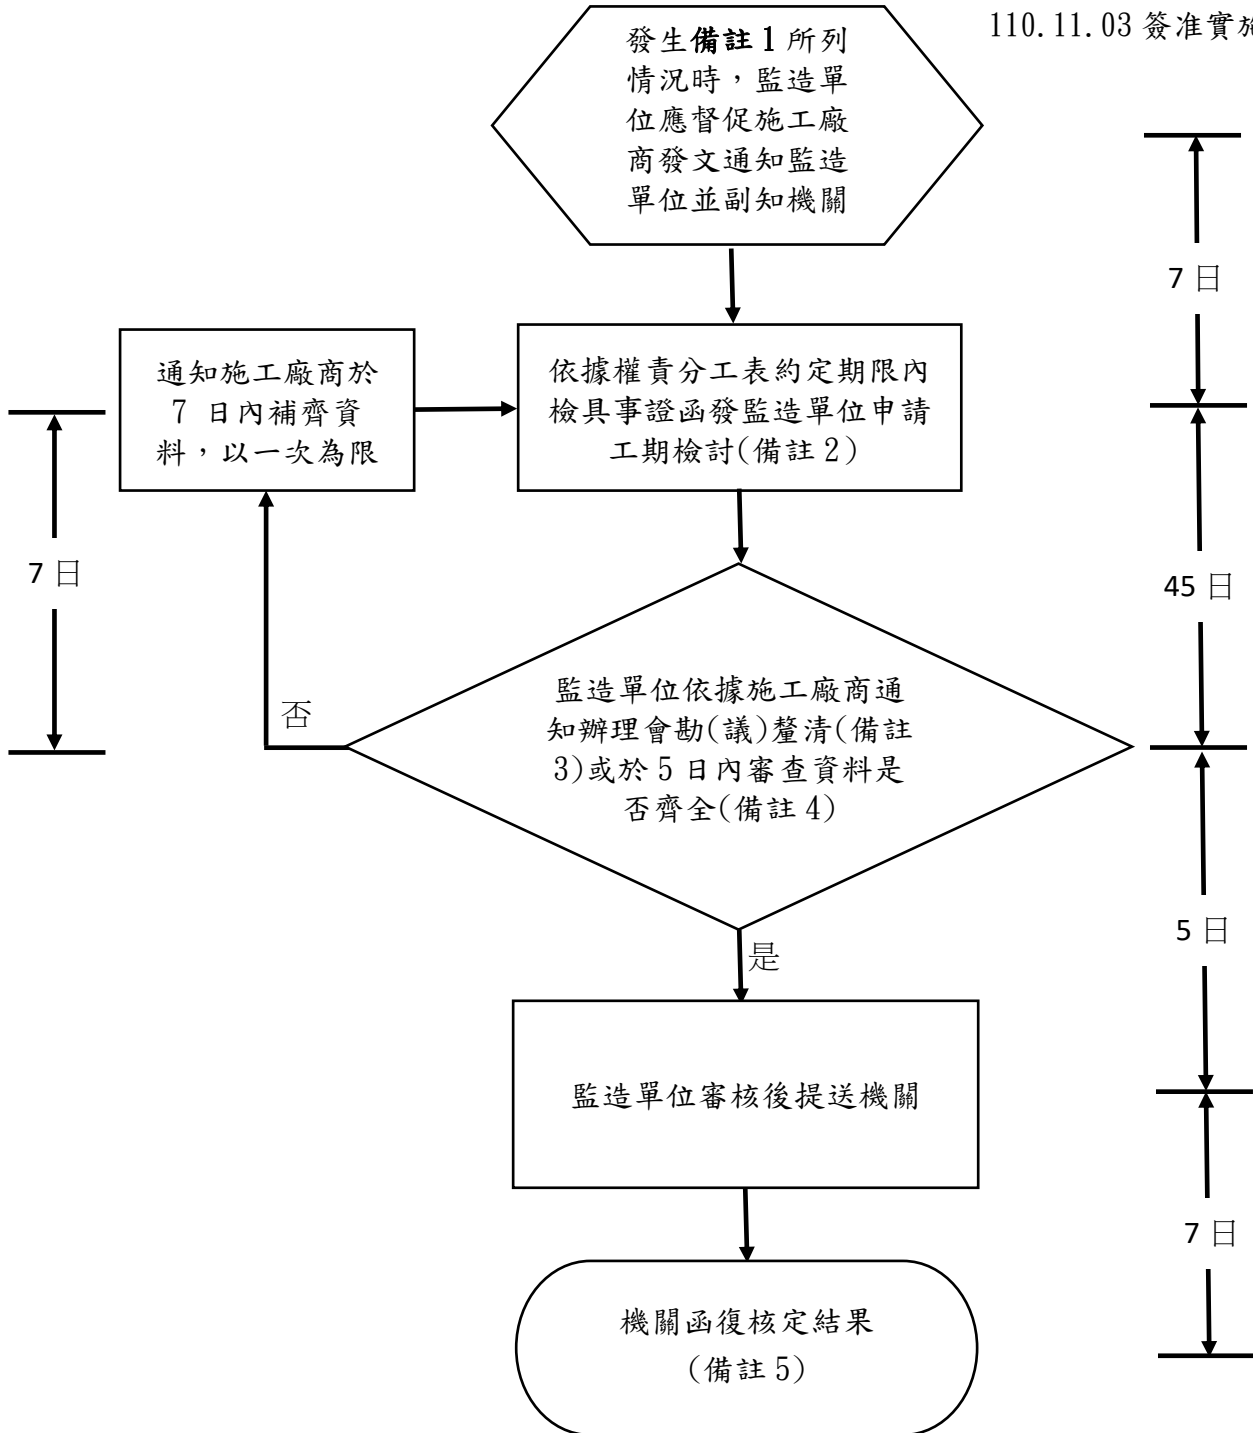 110.11.03 簽准實施
發生備註1所列
情況時，監造單
位應督促施工廠
商發文通知監造
單位並副知機關
7日
通知施工廠商於
7 日內補齊資
料，以一次為限
依據權責分工表約定期限內
檢具事證函發監造單位申請
工期檢討(備註2)
7日
45日
否
監造單位依據施工廠商通
知辦理會勘(議)釐清(備註
3)或於5日內審查資料是
否齊全(備註4)
5日
是
監造單位審核後提送機關
7日
機關函復核定結果
(備註5)